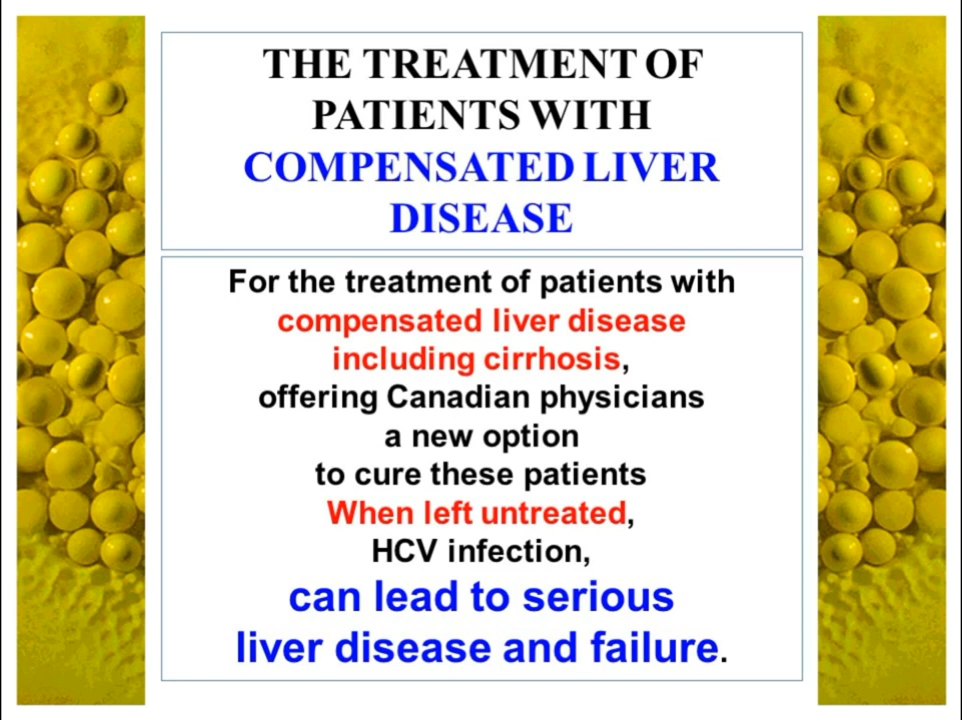 THE TREATMENT OF
PATIENTS WITH
COMPENSATED LIVER
DISEASE
For the treatment of patients with
compensated liver disease
including cirrhosis,
offering Canadian physicians
a new option
to cure these patients
When left untreated,
HCV infection,
can lead to serious
liver disease and failure.